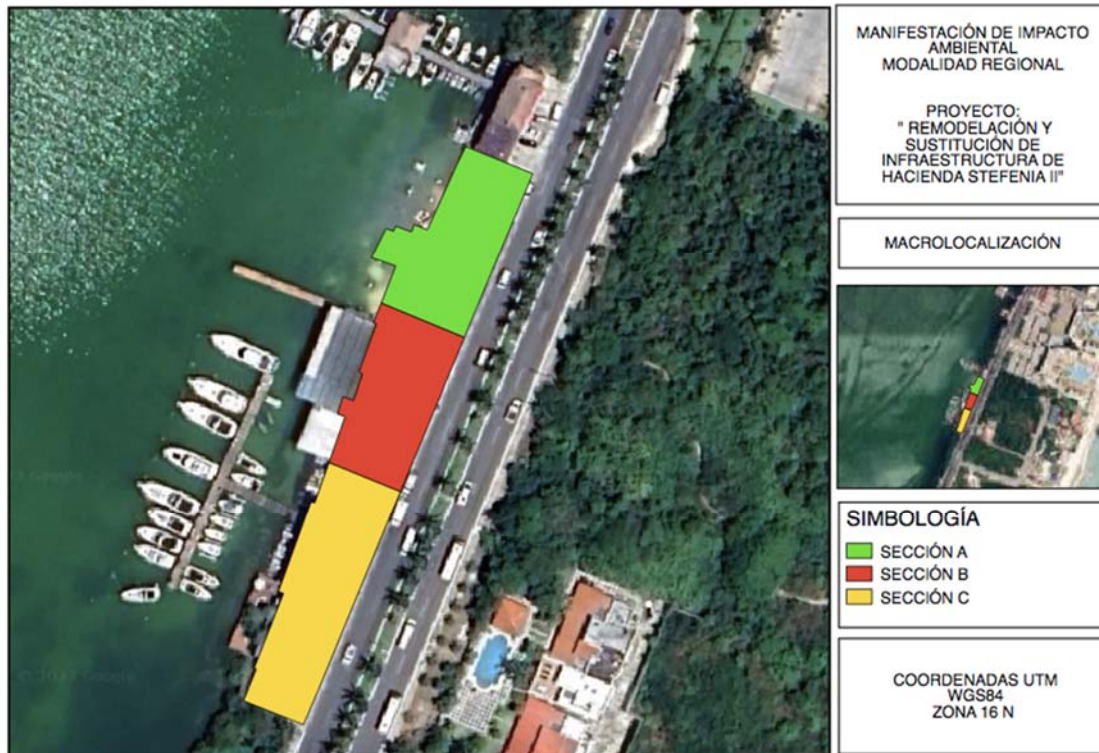 MANIFESTACIÓN DE IMPACTO
AMBIENTAL
MODALIDAD REGIONAL
PROYECTO:
" REMODELACIÓN Y
SUSTITUCIÓN DE
INFRAESTRUCTURA DE
HACIENDA STEFENIA II"
MACROLOCALIZACIÓN
SIMBOLOGÍA
SECCIÓN A
SECCIÓN B
SECCIÓN C
COORDENADAS UTM
WGS84
ZONA 16 N